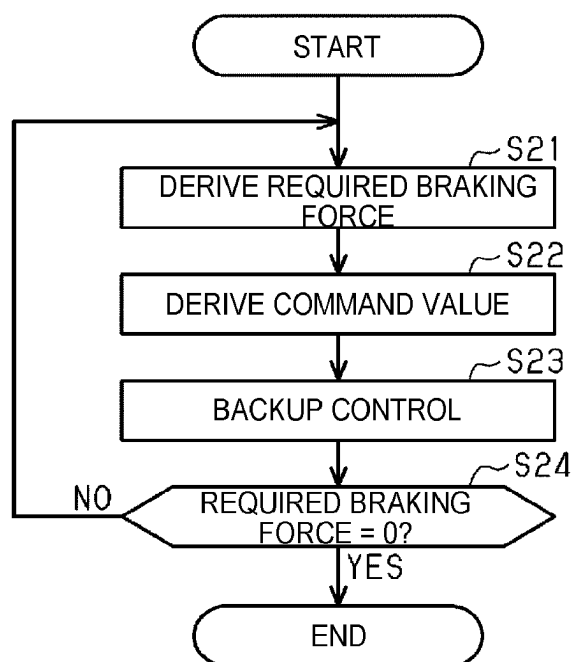 START
S21
DERIVE REQUIRED BRAKING
FORCE
S22
DERIVE COMMAND VALUE
S23
BACKUP CONTROL
S24
NO
REQUIRED BRAKING
FORCE = 0?
YES
END